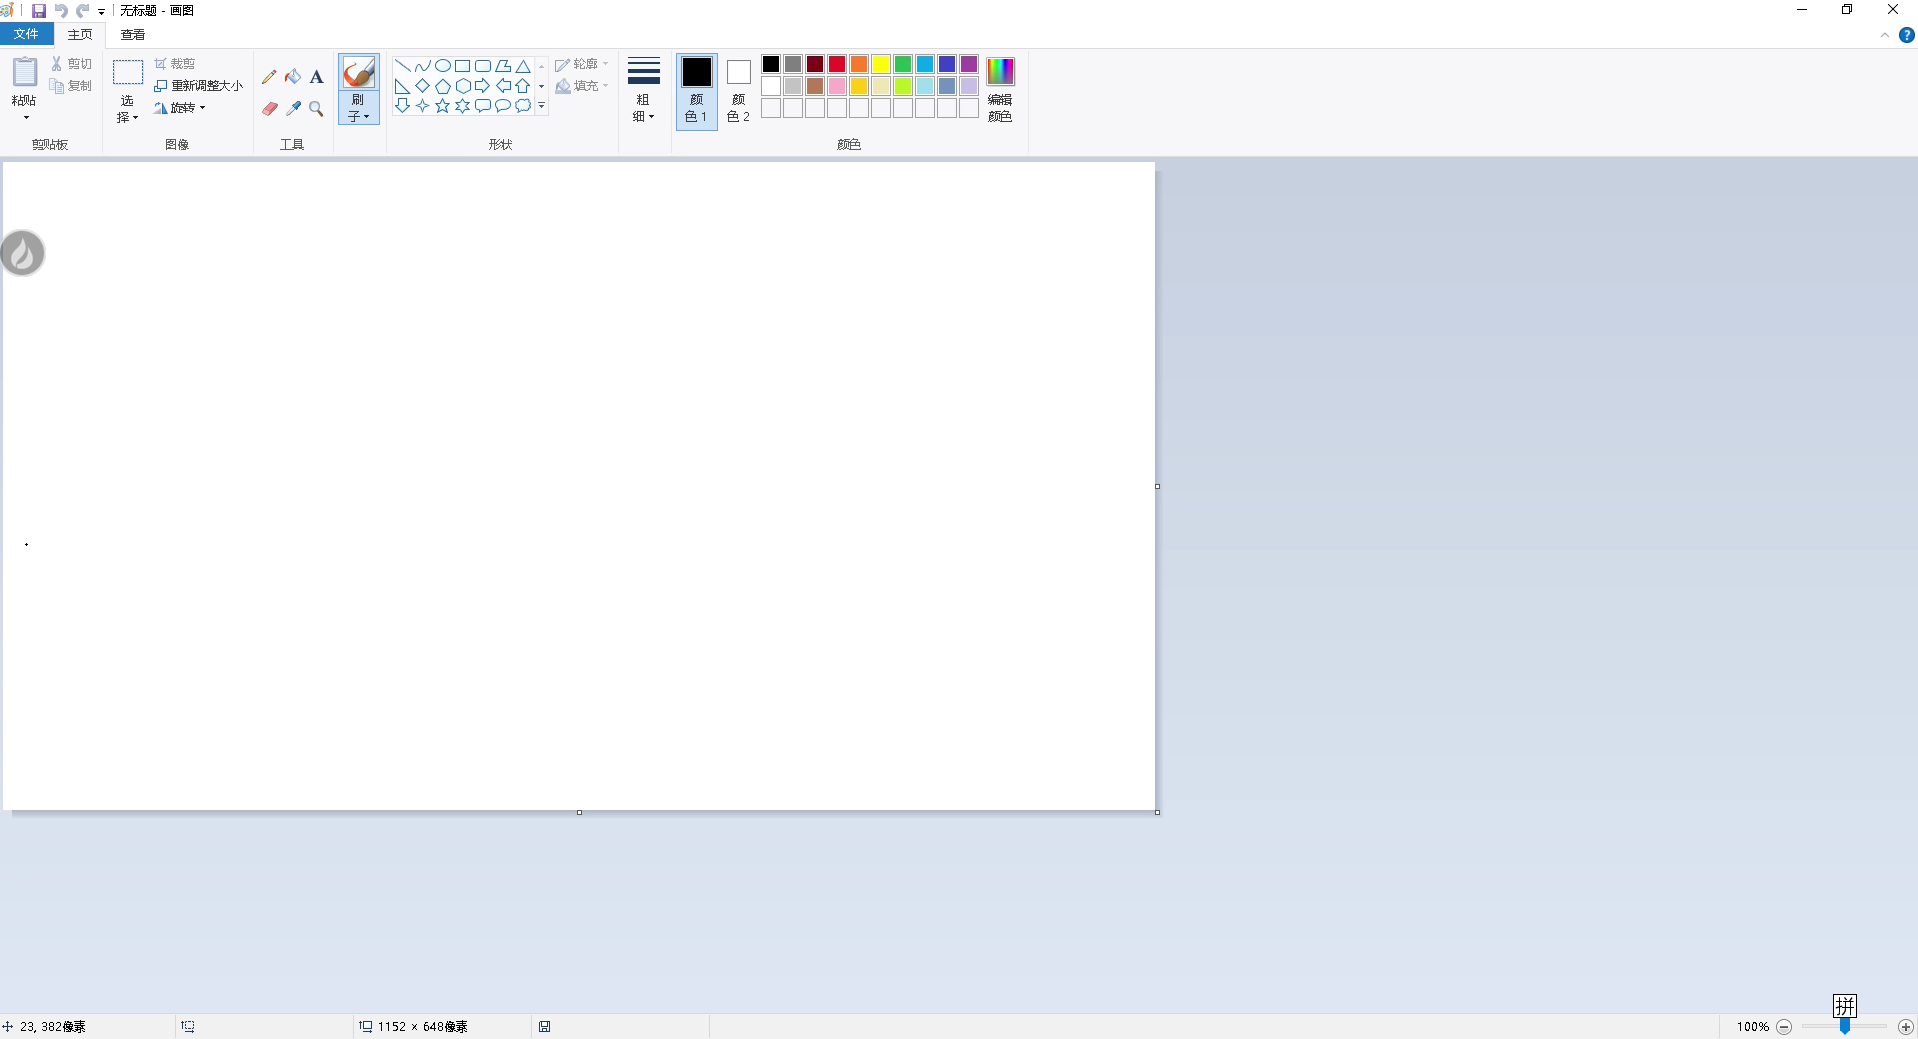 无标题 - 画图
文件 主页 查看
粘贴
剪切
复制
剪贴板
选择
裁剪
重新调整大小
旋转
图像
A
工具
刷子
轮廓
填充
形状
粗细
颜色 1
颜色 2
编辑颜色
颜色
拼
23, 382像素
1152 × 648像素
100%